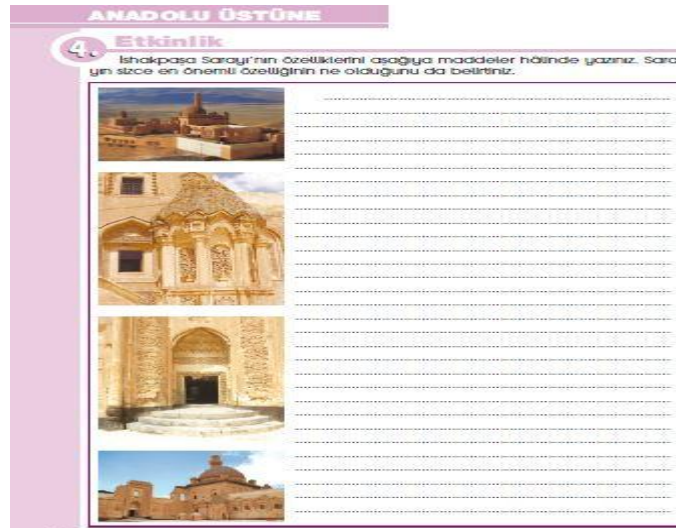 ANADOLU ÜSTÜNE
4. Etkinlik
İshakpaşa Sarayı'nın özelliklerini aşağıya maddeler hâlinde yazınız. Sara
yın sizce en önemli özelliğinin ne olduğunu da belirtiniz.